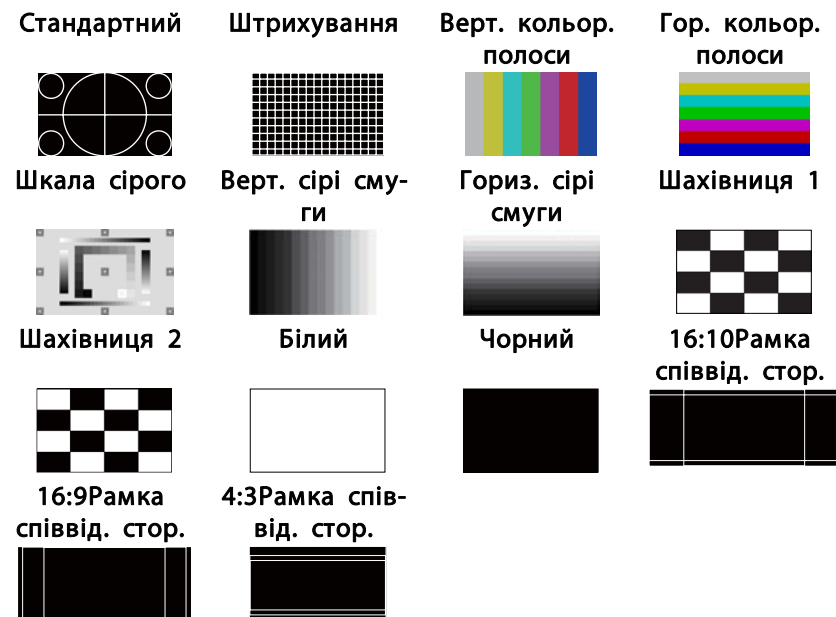 Стандартний
Штрихування
Верт. кольор.
полоси
Гор. кольор.
полоси
Шкала сірого
Верт. сірі сму-
ги
Гориз. сірі
смуги
Шахівниця 1
Шахівниця 2
Білий
Чорний
16:10Рамка
співвід. стор.
16:9Рамка
співвід. стор.
4:3Рамка спів-
від. стор.